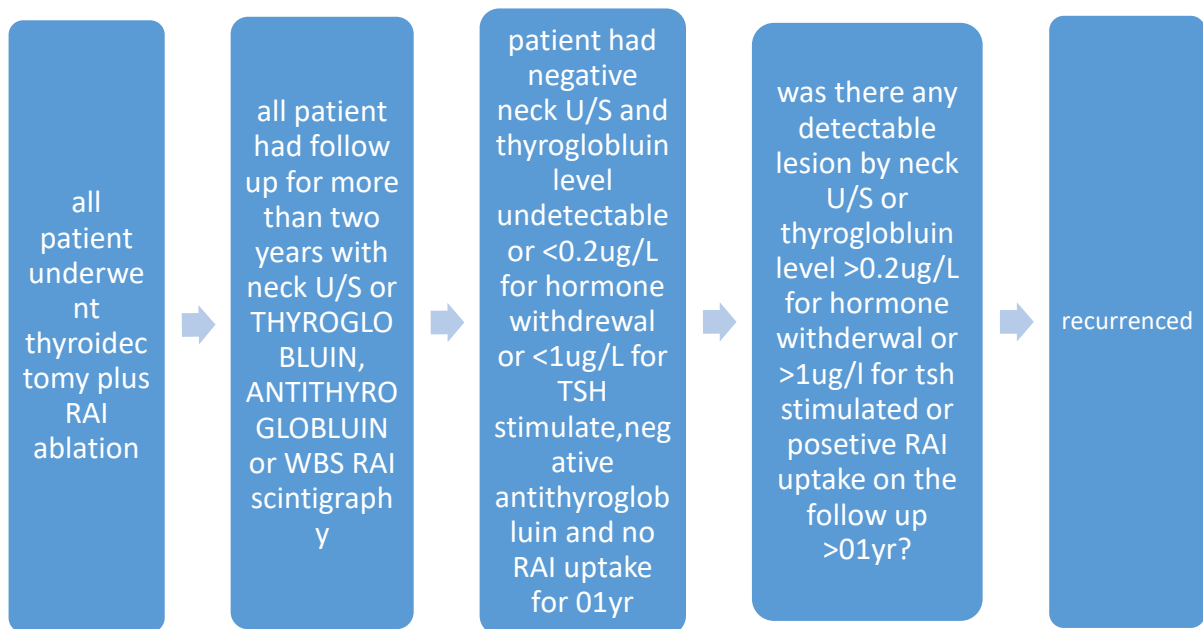 all
patient
underwe
nt
thyroidec
tomy plus
RAI
ablation
all patient
had follow
up for more
than two
years with
neck U/S or
THYROGLO
BLUIN,
ANTITHYRO
GLOBLUIN
or WBS RAI
scintigraph
y
patient had
negative
neck U/S and
thyroglobluin
level
undetectable
or <0.2ug/L
for hormone
withdrewal
or <1ug/L for
TSH
stimulate,neg
ative
antithyroglob
luin and no
RAI uptake
for 01yr
was there any
detectable
lesion by neck
U/S or
thyroglobluin
level >0.2ug/L
for hormone
withderwal or
>1ug/l for tsh
stimulated or
posetive RAI
uptake on the
follow up
>01yr?
recurrenced